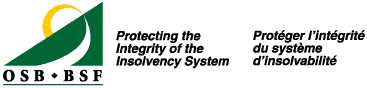 OSB♦BSF
Protecting the
Integrity of the
Insolvency System
Protéger l'intégrité
du système
d'insolvabilité